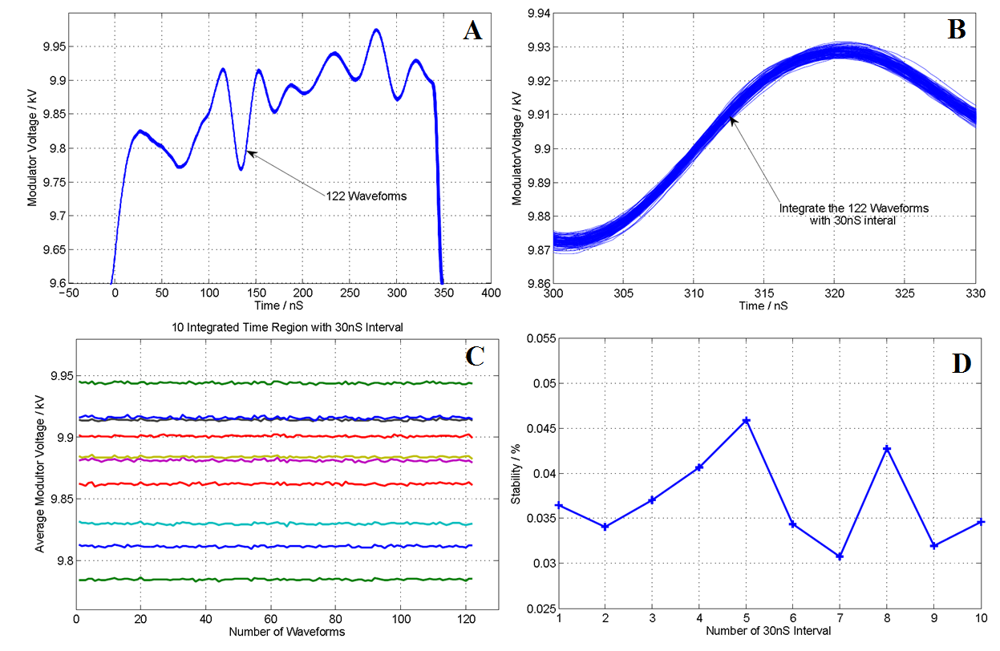 A
Modulator Voltage / kV
9.95
9.9
9.85
9.8
9.75
9.7
9.65
9.6
122 Waveforms
−50 0 50 100 150 200 250 300 350 400
Time / nS
B
ModulatorVoltage / kV
9.94
9.93
9.92
9.91
9.9
9.89
9.88
9.87
9.86
Integrate the 122 Waveforms
with 30nS interal
300 305 310 315 320 325 330
Time / nS
10 Integrated Time Region with 30nS Interval
C
Average Modultor Voltage / kV
9.95
9.9
9.85
9.8
0 20 40 60 80 100 120
Number of Waveforms
D
Stability / %
0.055
0.05
0.045
0.04
0.035
0.03
0.025
1 2 3 4 5 6 7 8 9 10
Number of 30nS Interval